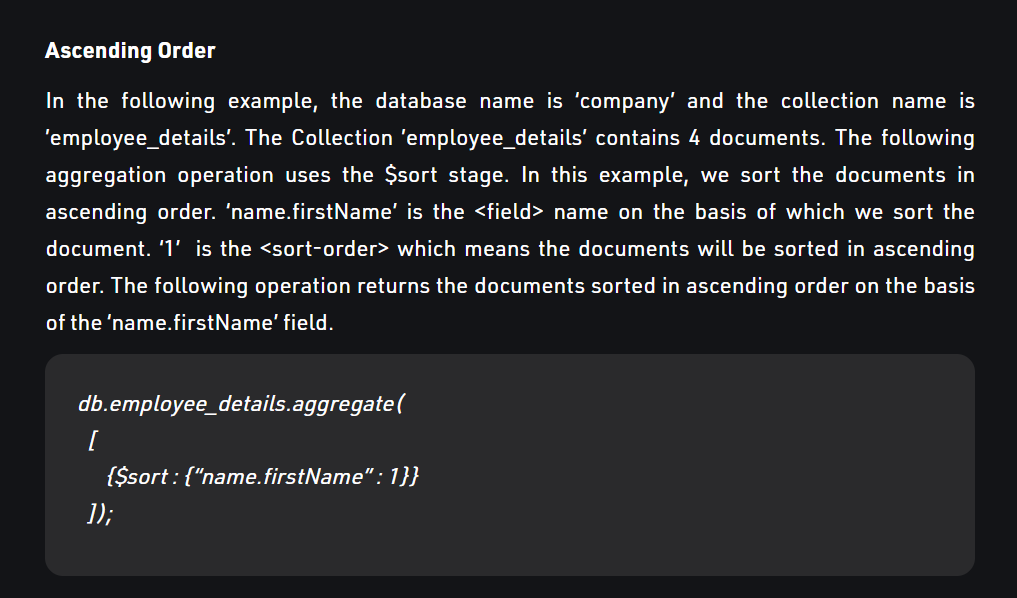 Ascending Order
In the following example, the database name is ‘company’ and the collection name is
‘employee_details’. The Collection ‘employee_details’ contains 4 documents. The following
aggregation operation uses the $sort stage. In this example, we sort the documents in
ascending order. ‘name.firstName’ is the <field> name on the basis of which we sort the
document. ‘1’  is the <sort-order> which means the documents will be sorted in ascending
order. The following operation returns the documents sorted in ascending order on the basis
of the ‘name.firstName’ field.
db.employee_details.aggregate(
[
{$sort : {“name.firstName” : 1}}
]);